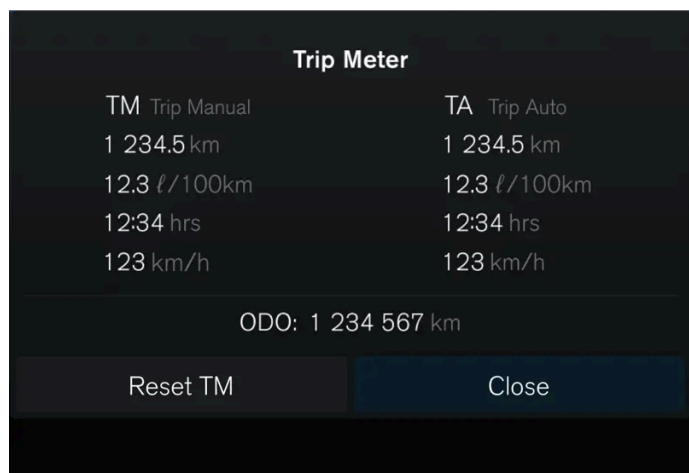 Trip Meter
TM Trip Manual TA Trip Auto
1 234.5 km 1 234.5 km
12.3 ℓ/100km 12.3 ℓ/100km
12:34 hrs 12:34 hrs
123 km/h 123 km/h
ODO: 1 234 567 km
Reset TM Close